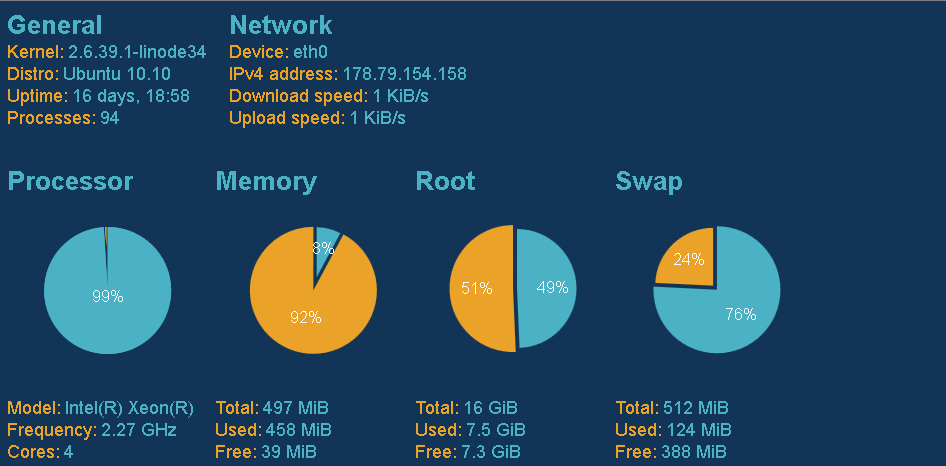 General
Kernel: 2.6.39.1-linode34
Distro: Ubuntu 10.10
Uptime: 16 days, 18:58
Processes: 94
Network
Device: eth0
IPv4 address: 178.79.154.158
Download speed: 1 KiB/s
Upload speed: 1 KiB/s
Processor
99%
Model: Intel(R) Xeon(R)
Frequency: 2.27 GHz
Cores: 4
Memory
8%
92%
Total: 497 MiB
Used: 458 MiB
Free: 39 MiB
Root
51%
49%
Total: 16 GiB
Used: 7.5 GiB
Free: 7.3 GiB
Swap
24%
76%
Total: 512 MiB
Used: 124 MiB
Free: 388 MiB